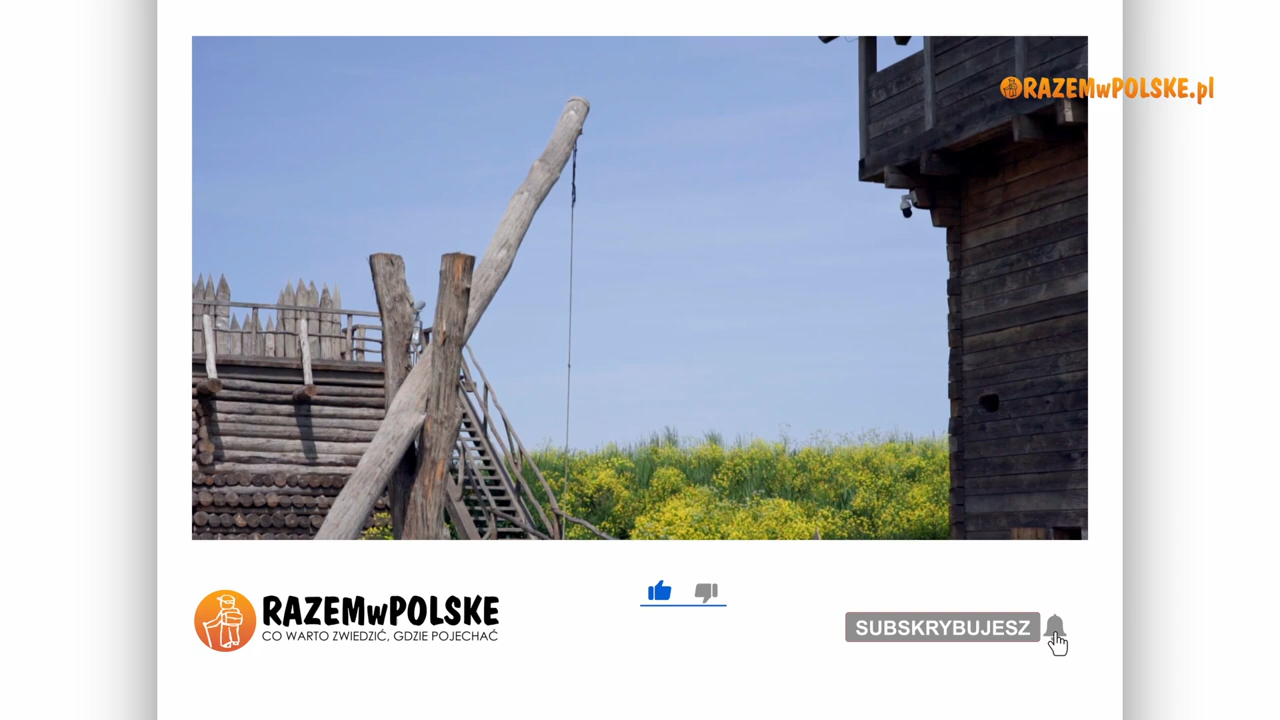 RAZEMwPOLSKE.pl
RAZEMwPOLSKE
CO WARTO ZWIEDZIĆ, GDZIE POJECHAĆ
SUBSKRYBUJESZ